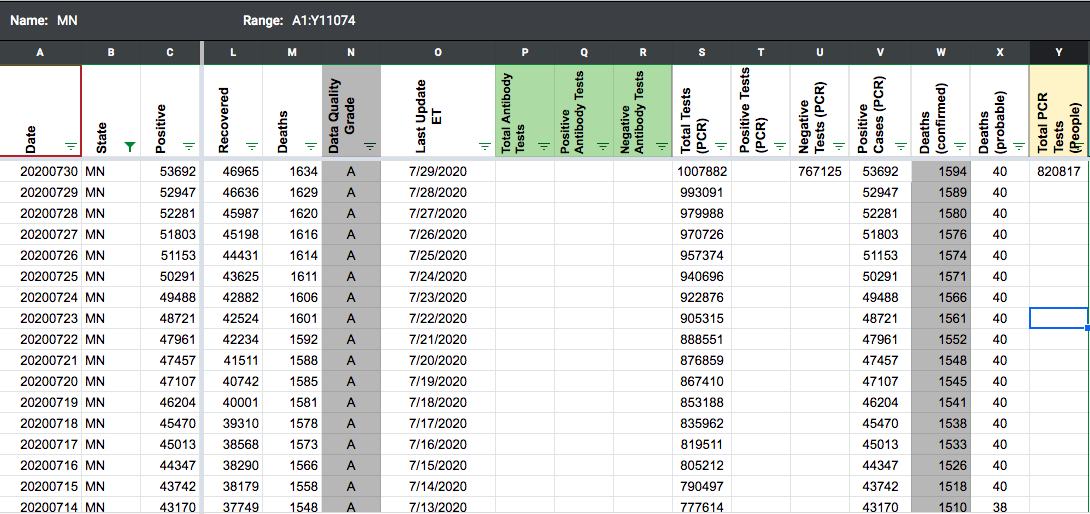 Name: MN Range: A1:Y11074
A B C L M N O P Q R S T U V W X Y
Date State Positive Recovered Deaths Data Quality Grade Last Update ET Total Antibody Tests Positive Antibody Tests Negative Antibody Tests Total Tests (PCR) Positive Tests (PCR) Negative Tests (PCR) Positive Cases (PCR) Deaths (confirmed) Deaths (probable) Total PCR Tests (People)
20200730 MN 53692 46965 1634 A 7/29/2020 1007882 767125 53692 1594 40 820817
20200729 MN 52947 46636 1629 A 7/28/2020 993091 52947 1589 40
20200728 MN 52281 45987 1620 A 7/27/2020 979988 52281 1580 40
20200727 MN 51803 45198 1616 A 7/26/2020 970726 51803 1576 40
20200726 MN 51153 44431 1614 A 7/25/2020 957374 51153 1574 40
20200725 MN 50291 43625 1611 A 7/24/2020 940696 50291 1571 40
20200724 MN 49488 42882 1606 A 7/23/2020 922876 49488 1566 40
20200723 MN 48721 42524 1601 A 7/22/2020 905315 48721 1561 40
20200722 MN 47961 42234 1592 A 7/21/2020 888551 47961 1552 40
20200721 MN 47457 41511 1588 A 7/20/2020 876859 47457 1548 40
20200720 MN 47107 40742 1585 A 7/19/2020 867410 47107 1545 40
20200719 MN 46204 40001 1581 A 7/18/2020 853188 46204 1541 40
20200718 MN 45470 39310 1578 A 7/17/2020 835962 45470 1538 40
20200717 MN 45013 38568 1573 A 7/16/2020 819511 45013 1533 40
20200716 MN 44347 38290 1566 A 7/15/2020 805212 44347 1526 40
20200715 MN 43742 38179 1558 A 7/14/2020 790497 43742 1518 40
20200714 MN 43170 37749 1548 A 7/13/2020 777614 43170 1510 38